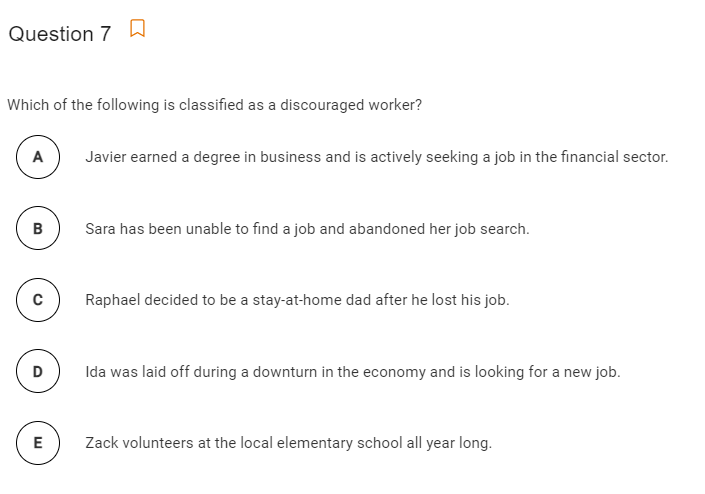 Question 7
Which of the following is classified as a discouraged worker?
A Javier earned a degree in business and is actively seeking a job in the financial sector.
B Sara has been unable to find a job and abandoned her job search.
C Raphael decided to be a stay-at-home dad after he lost his job.
D Ida was laid off during a downturn in the economy and is looking for a new job.
E Zack volunteers at the local elementary school all year long.